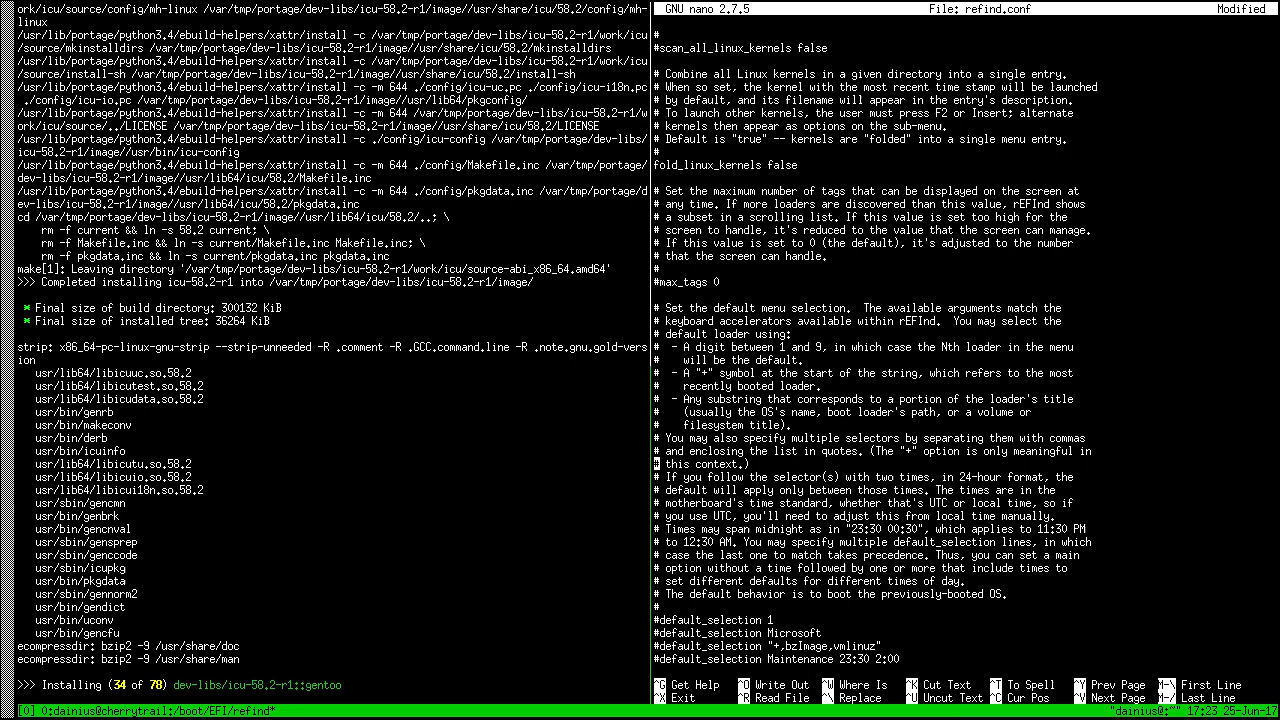 ork/icu/source/config/mh-linux /var/tmp/portage/dev-libs/icu-58.2-r1/image//usr/share/icu/58.2/config/mh-
linux
/usr/lib/portage/python3.4/ebuild-helpers/xattr/install -c /var/tmp/portage/dev-libs/icu-58.2-r1/work/icu
/source/mkinstalldirs /var/tmp/portage/dev-libs/icu-58.2-r1/image//usr/share/icu/58.2/mkinstalldirs
/usr/lib/portage/python3.4/ebuild-helpers/xattr/install -c /var/tmp/portage/dev-libs/icu-58.2-r1/work/icu
/source/install-sh /var/tmp/portage/dev-libs/icu-58.2-r1/image//usr/share/icu/58.2/install-sh
/usr/lib/portage/python3.4/ebuild-helpers/xattr/install -c -m 644 ./config/icu-uc.pc ./config/icu-i18n.pc
 ./config/icu-io.pc /var/tmp/portage/dev-libs/icu-58.2-r1/image//usr/lib64/pkgconfig/
/usr/lib/portage/python3.4/ebuild-helpers/xattr/install -c -m 644 /var/tmp/portage/dev-libs/icu-58.2-r1/w
ork/icu/source/../LICENSE /var/tmp/portage/dev-libs/icu-58.2-r1/image//usr/share/icu/58.2/LICENSE
/usr/lib/portage/python3.4/ebuild-helpers/xattr/install -c ./config/icu-config /var/tmp/portage/dev-libs/
icu-58.2-r1/image//usr/bin/icu-config
/usr/lib/portage/python3.4/ebuild-helpers/xattr/install -c -m 644 ./config/Makefile.inc /var/tmp/portage/
dev-libs/icu-58.2-r1/image//usr/lib64/icu/58.2/Makefile.inc
/usr/lib/portage/python3.4/ebuild-helpers/xattr/install -c -m 644 ./config/pkgdata.inc /var/tmp/portage/d
ev-libs/icu-58.2-r1/image//usr/lib64/icu/58.2/pkgdata.inc
cd /var/tmp/portage/dev-libs/icu-58.2-r1/image//usr/lib64/icu/58.2/..; \
    rm -f current && ln -s 58.2 current; \
    rm -f Makefile.inc && ln -s current/Makefile.inc Makefile.inc; \
    rm -f pkgdata.inc && ln -s current/pkgdata.inc pkgdata.inc
make[1]: Leaving directory '/var/tmp/portage/dev-libs/icu-58.2-r1/work/icu/source-abi_x86_64.amd64'
>>> Completed installing icu-58.2-r1 into /var/tmp/portage/dev-libs/icu-58.2-r1/image/
 * Final size of build directory: 300132 KiB
 * Final size of installed tree: 36264 KiB
strip: x86_64-pc-linux-gnu-strip --strip-unneeded -R .comment -R .GCC.command.line -R .note.gnu.gold-vers
ion
   usr/lib64/libicuuc.so.58.2
   usr/lib64/libicutest.so.58.2
   usr/lib64/libicudata.so.58.2
   usr/bin/genrb
   usr/bin/makeconv
   usr/bin/derb
   usr/bin/icuinfo
   usr/lib64/libicutu.so.58.2
   usr/lib64/libicuio.so.58.2
   usr/lib64/libicui18n.so.58.2
   usr/sbin/gencmn
   usr/bin/genbrk
   usr/bin/gencnval
   usr/sbin/gensprep
   usr/sbin/genccode
   usr/sbin/icupkg
   usr/bin/pkgdata
   usr/sbin/gennorm2
   usr/bin/gendict
   usr/bin/uconv
   usr/bin/gencfu
ecompressdir: bzip2 -9 /usr/share/doc
ecompressdir: bzip2 -9 /usr/share/man
>>> Installing (34 of 78) dev-libs/icu-58.2-r1::gentoo
GNU nano 2.7.5 File: refind.conf Modified
#
#scan_all_linux_kernels false
# Combine all Linux kernels in a given directory into a single entry.
# When so set, the kernel with the most recent time stamp will be launched
# by default, and its filename will appear in the entry's description.
# To launch other kernels, the user must press F2 or Insert; alternate
# kernels then appear as options on the sub-menu.
# Default is "true" -- kernels are "folded" into a single menu entry.
#
fold_linux_kernels false
# Set the maximum number of tags that can be displayed on the screen at
# any time. If more loaders are discovered than this value, rEFInd shows
# a subset in a scrolling list. If this value is set too high for the
# screen to handle, it's reduced to the value that the screen can manage.
# If this value is set to 0 (the default), it's adjusted to the number
# that the screen can handle.
#
#max_tags 0
# Set the default menu selection.  The available arguments match the
# keyboard accelerators available within rEFInd.  You may select the
# default loader using:
#  - A digit between 1 and 9, in which case the Nth loader in the menu
#    will be the default.
#  - A "+" symbol at the start of the string, which refers to the most
#    recently booted loader.
#  - Any substring that corresponds to a portion of the loader's title
#    (usually the OS's name, boot loader's path, or a volume or
#    filesystem title).
# You may also specify multiple selectors by separating them with commas
# and enclosing the list in quotes. (The "+" option is only meaningful in
# this context.)
# If you follow the selector(s) with two times, in 24-hour format, the
# default will apply only between those times. The times are in the
# motherboard's time standard, whether that's UTC or local time, so if
# you use UTC, you'll need to adjust this from local time manually.
# Times may span midnight as in "23:30 00:30", which applies to 11:30 PM
# to 12:30 AM. You may specify multiple default_selection lines, in which
# case the last one to match takes precedence. Thus, you can set a main
# option without a time followed by one or more that include times to
# set different defaults for different times of day.
# The default behavior is to boot the previously-booted OS.
#
#default_selection 1
#default_selection Microsoft
#default_selection "+,bzImage,vmlinuz"
#default_selection Maintenance 23:30 2:00
^G Get Help ^O Write Out ^W Where Is ^K Cut Text ^T To Spell ^Y Prev Page M-\ First Line
^X Exit ^R Read File ^\ Replace ^U Uncut Text ^C Cur Pos ^V Next Page M-/ Last Line
[0] 0:dainius@cherrytrail:/boot/EFI/refind* "dainius@:~" 17:23 25-Jun-17